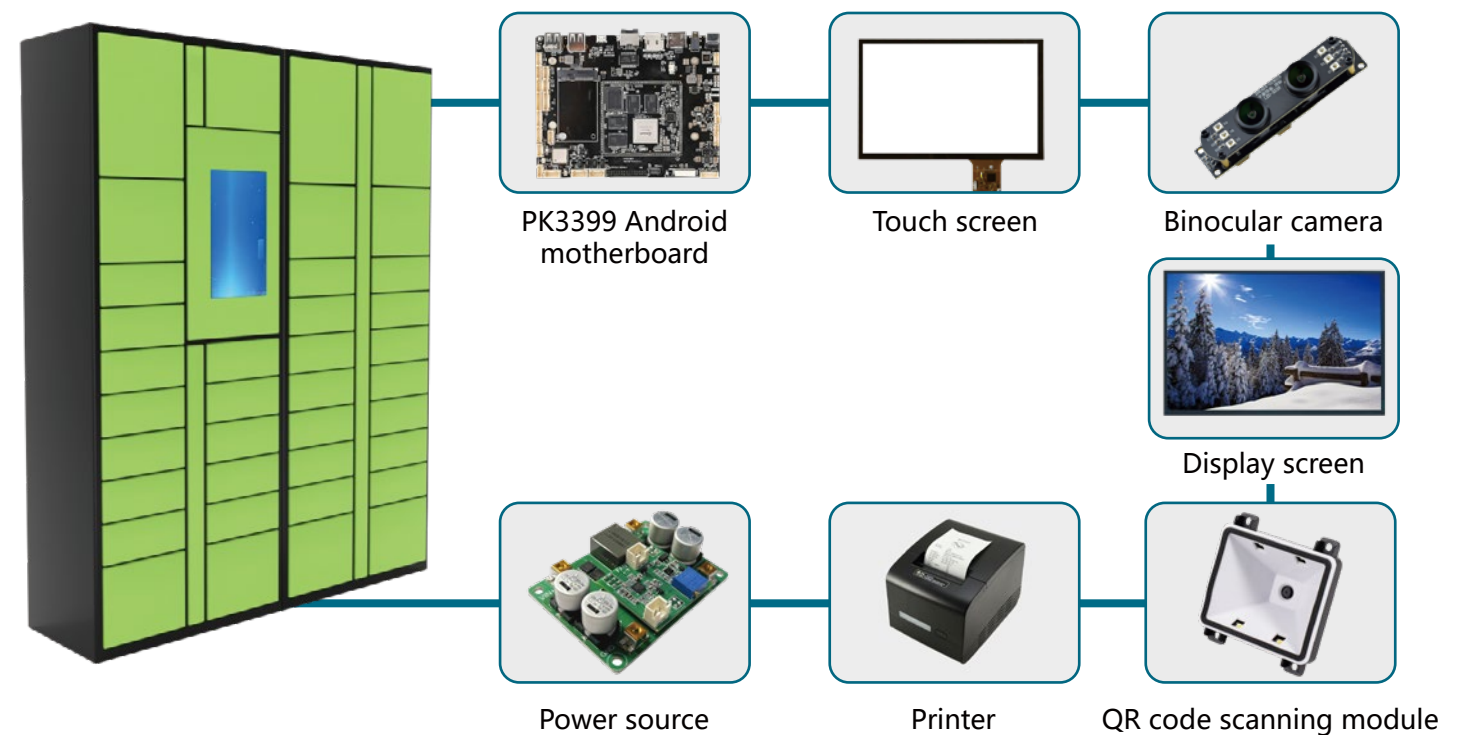 PK3399 Android
motherboard
Touch screen
Binocular camera
Display screen
Power source
Printer
QR code scanning module